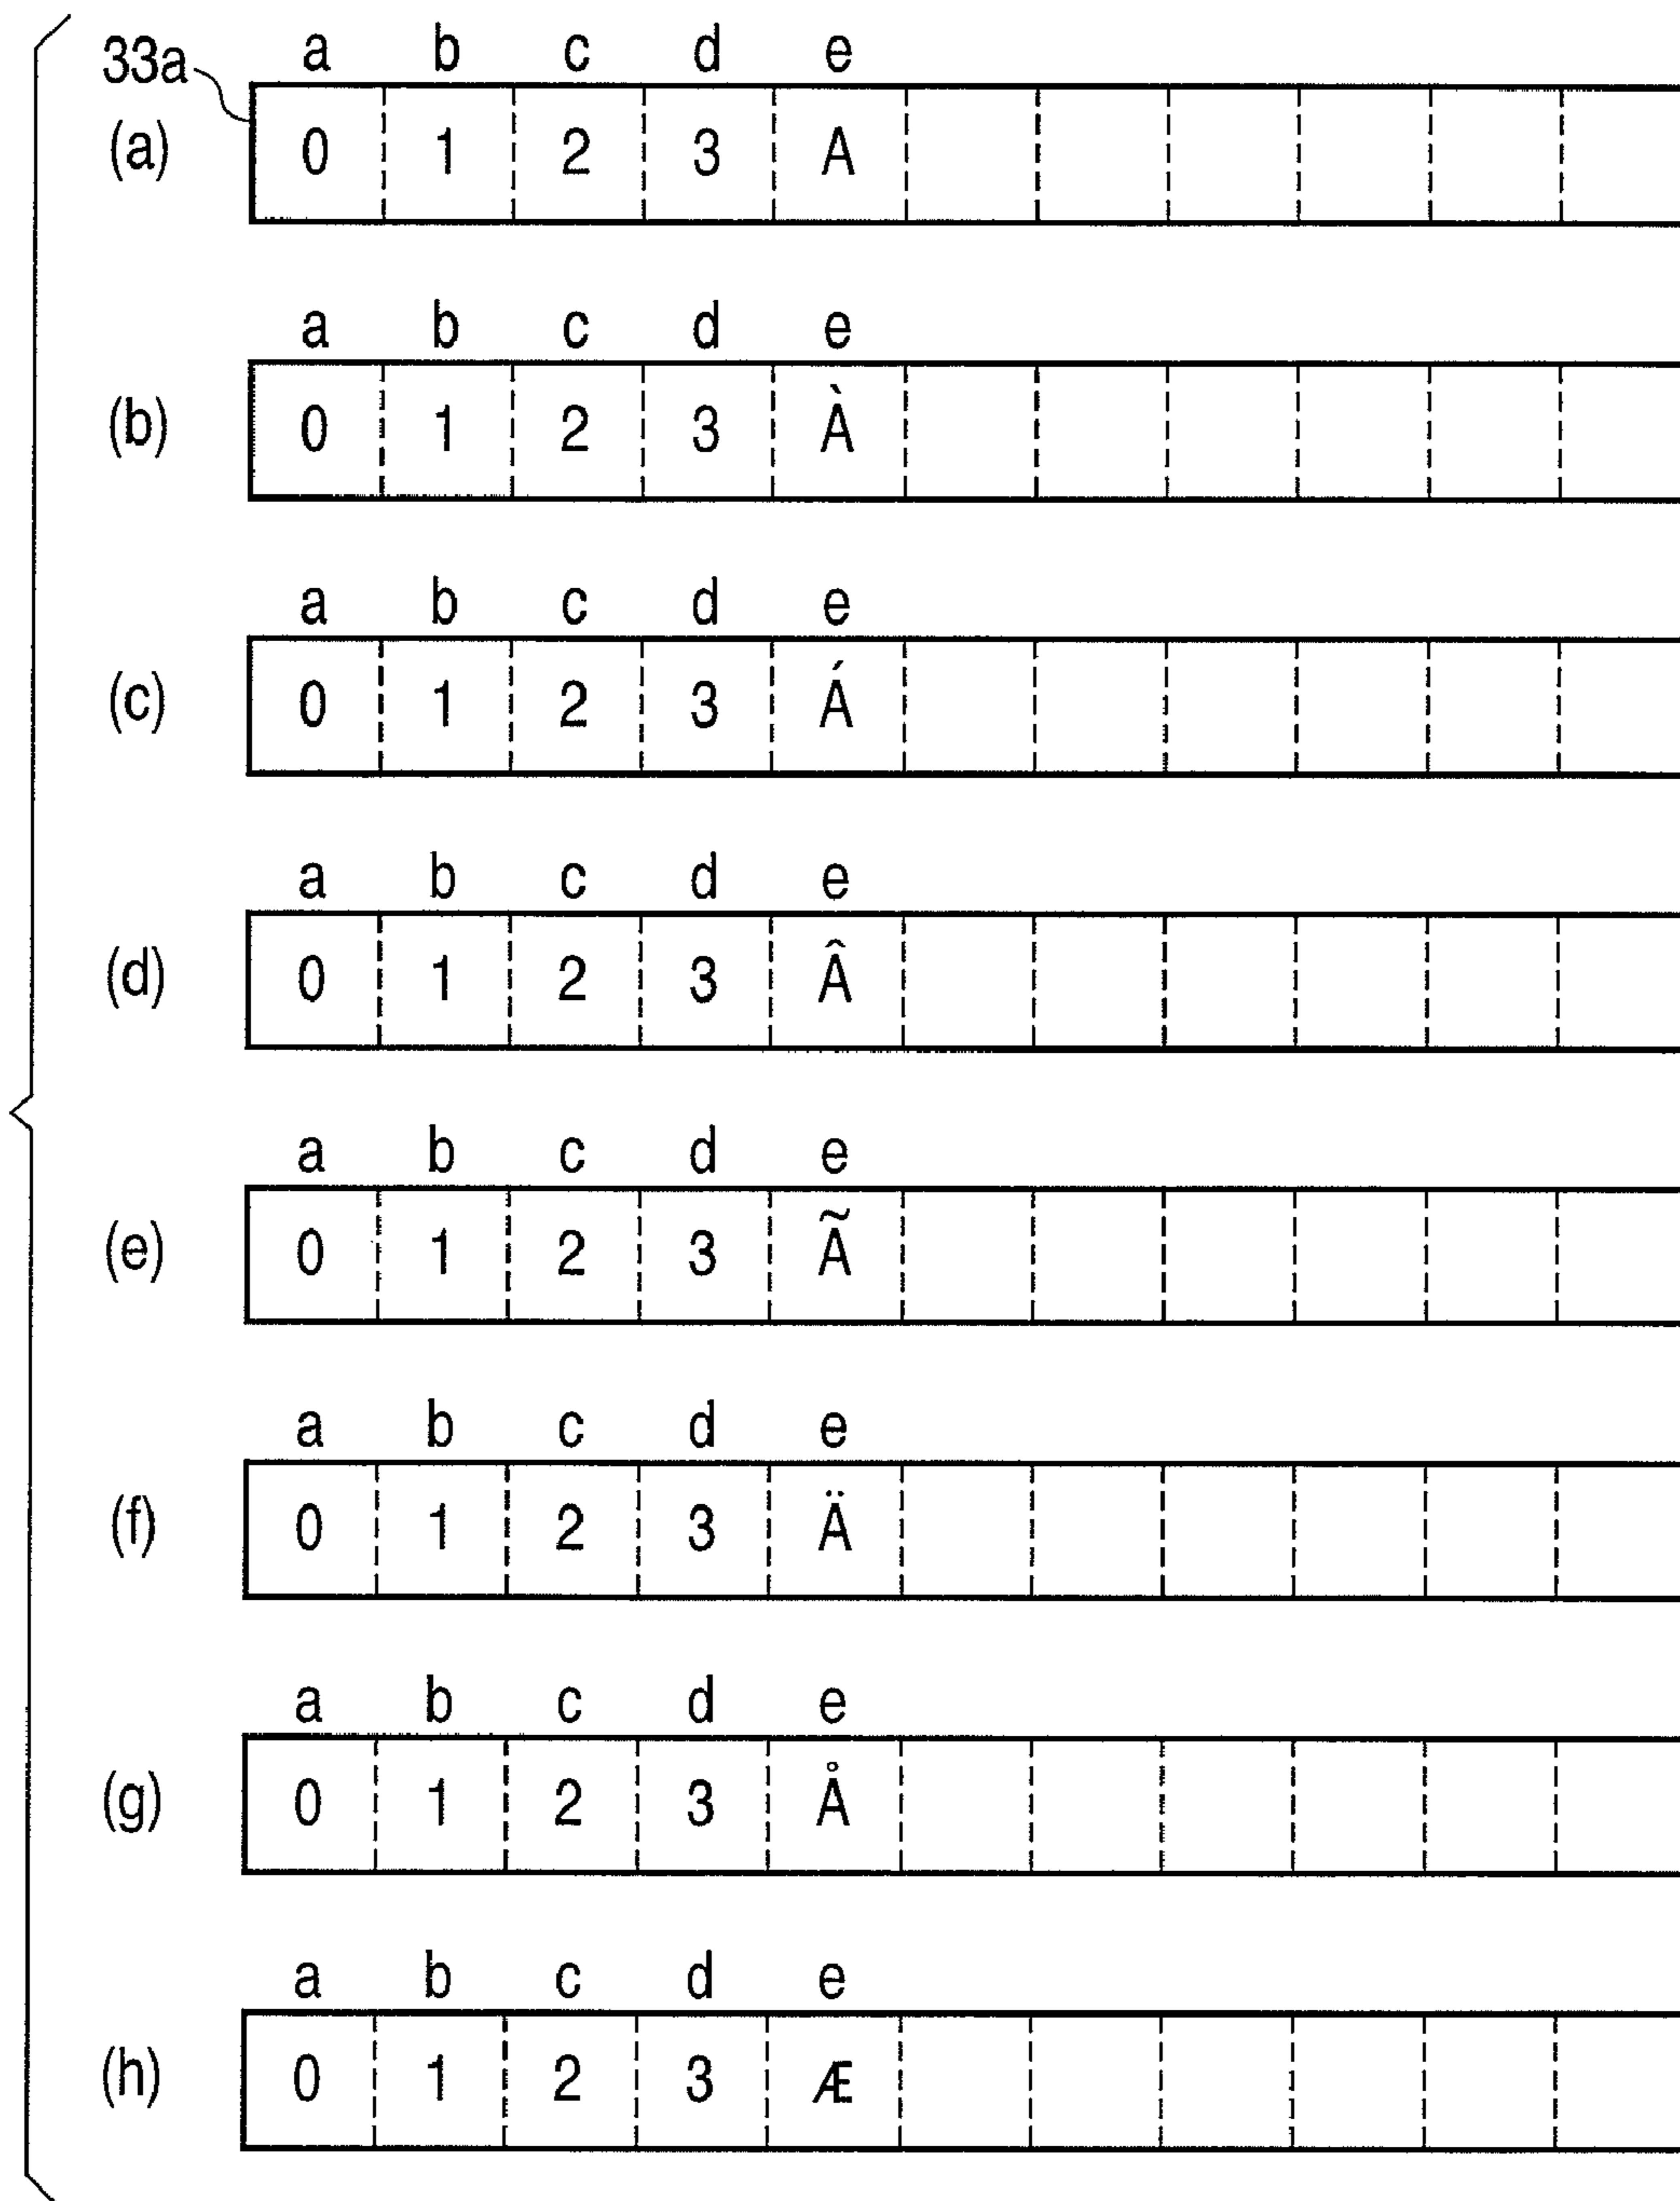 33a a b c d e
(a) 0 1 2 3 A
a b c d e
(b) 0 1 2 3 À
a b c d e
(c) 0 1 2 3 Á
a b c d e
(d) 0 1 2 3 Â
a b c d e
(e) 0 1 2 3 Ã
a b c d e
(f) 0 1 2 3 Ä
a b c d e
(g) 0 1 2 3 Å
a b c d e
(h) 0 1 2 3 Æ